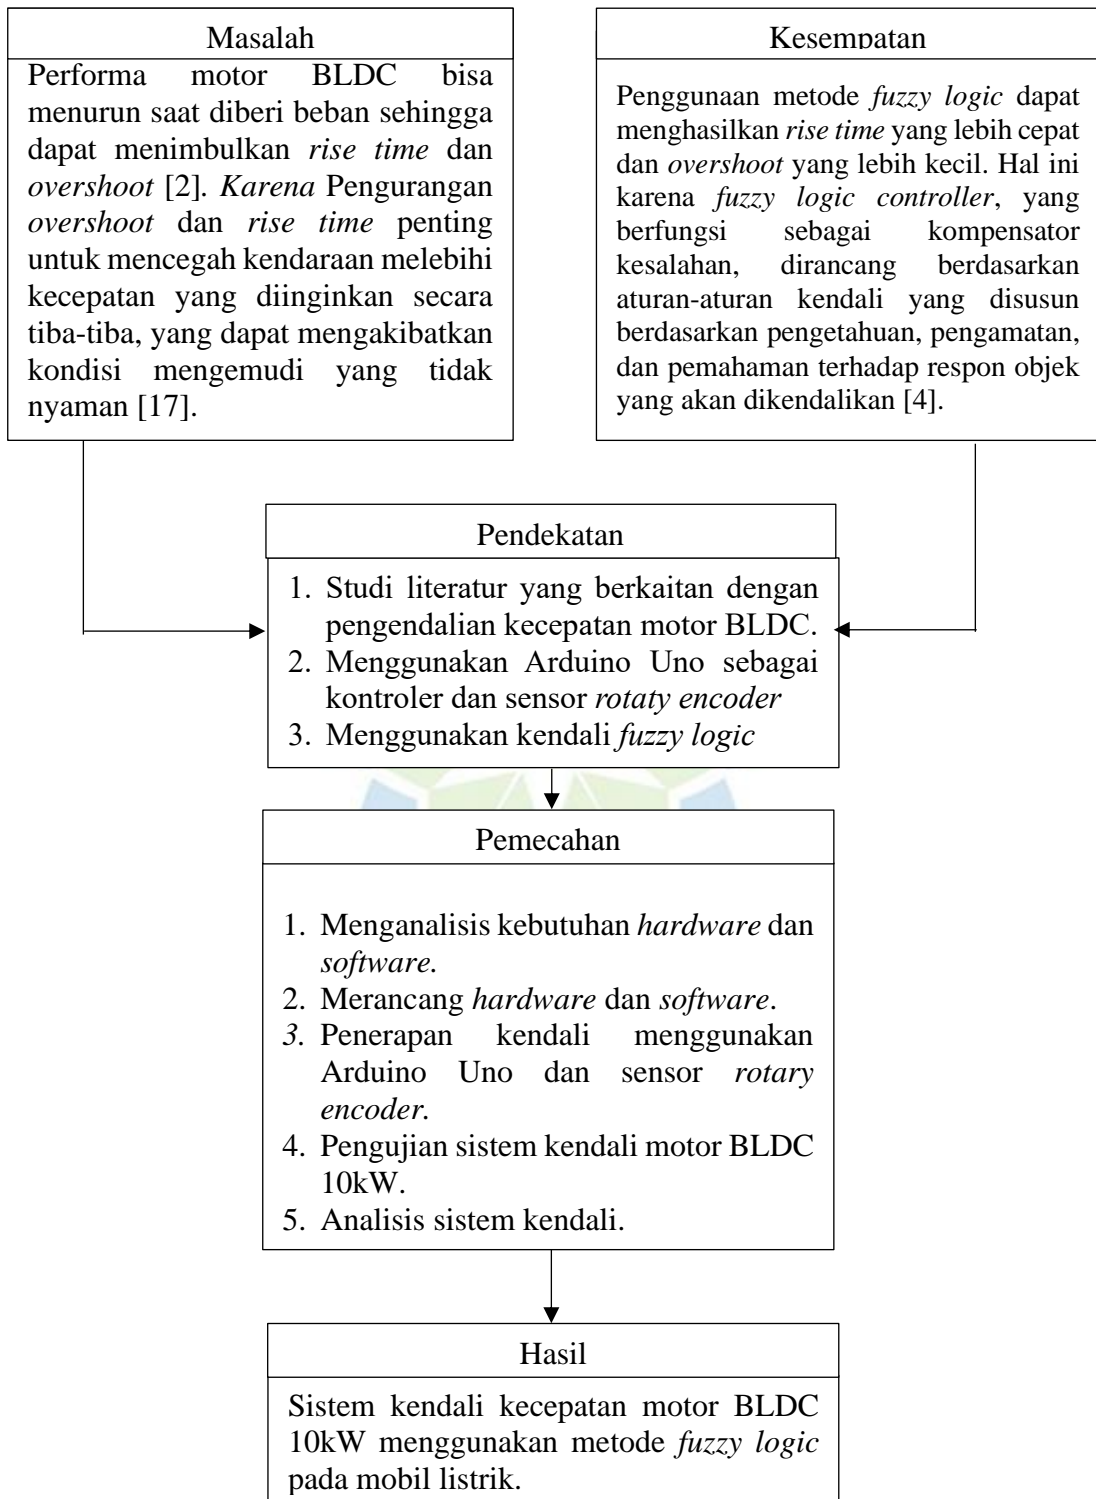 Masalah
Performa motor BLDC bisa
menurun saat diberi beban sehingga
dapat menimbulkan rise time dan
overshoot [2]. Karena Pengurangan
overshoot dan rise time penting
untuk mencegah kendaraan melebihi
kecepatan yang diinginkan secara
tiba-tiba, yang dapat mengakibatkan
kondisi mengemudi yang tidak
nyaman [17].
Kesempatan
Penggunaan metode fuzzy logic dapat
menghasilkan rise time yang lebih cepat
dan overshoot yang lebih kecil. Hal ini
karena fuzzy logic controller, yang
berfungsi sebagai kompensator
kesalahan, dirancang berdasarkan
aturan-aturan kendali yang disusun
berdasarkan pengetahuan, pengamatan,
dan pemahaman terhadap respon objek
yang akan dikendalikan [4].
Pendekatan
1. Studi literatur yang berkaitan dengan
pengendalian kecepatan motor BLDC.
2. Menggunakan Arduino Uno sebagai
kontroler dan sensor rotaty encoder
3. Menggunakan kendali fuzzy logic
Pemecahan
1. Menganalisis kebutuhan hardware dan
software.
2. Merancang hardware dan software.
3. Penerapan kendali menggunakan
Arduino Uno dan sensor rotary
encoder.
4. Pengujian sistem kendali motor BLDC
10kW.
5. Analisis sistem kendali.
Hasil
Sistem kendali kecepatan motor BLDC
10kW menggunakan metode fuzzy logic
pada mobil listrik.